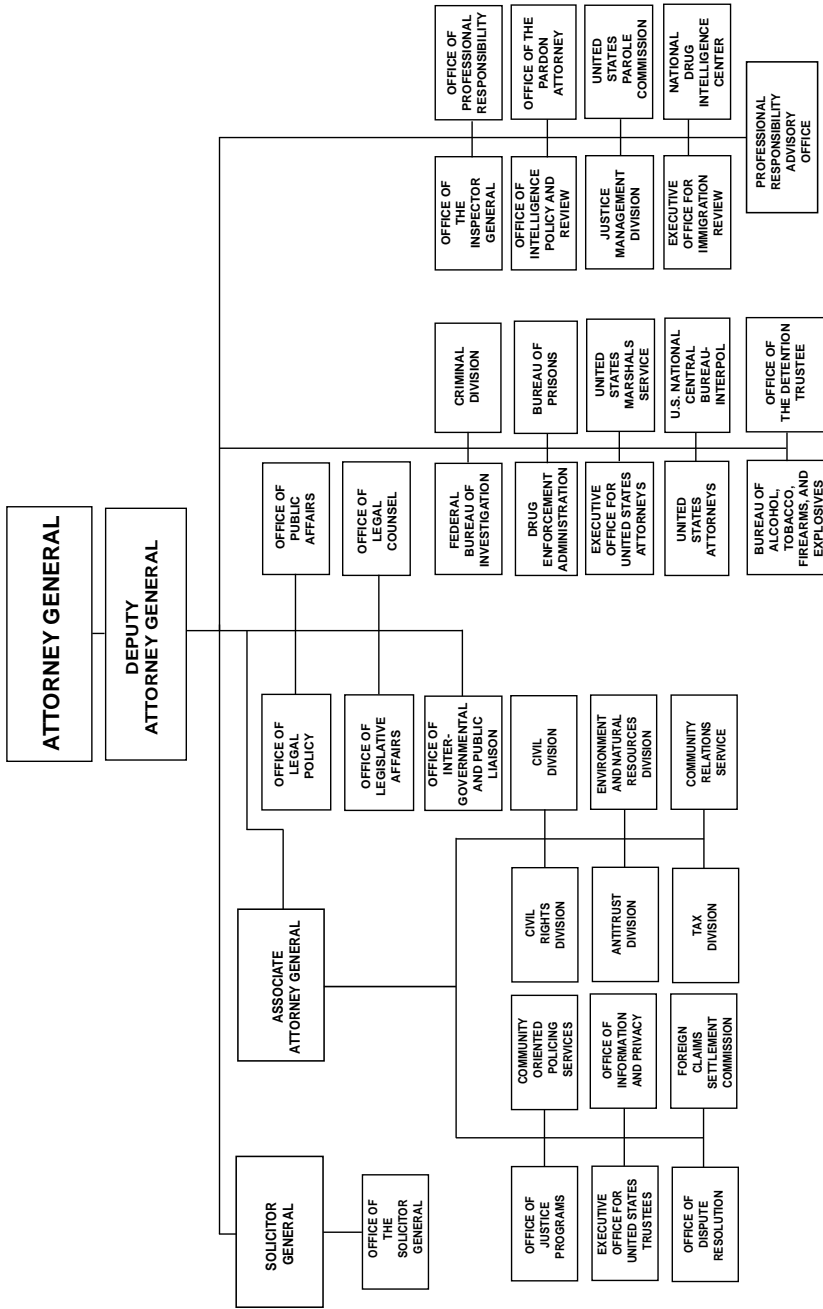 ATTORNEY GENERAL
DEPUTY
ATTORNEY GENERAL
SOLICITOR
GENERAL
OFFICE OF
THE
SOLICITOR
GENERAL
ASSOCIATE
ATTORNEY GENERAL
OFFICE OF
LEGAL
POLICY
OFFICE OF
PUBLIC
AFFAIRS
OFFICE OF
LEGISLATIVE
AFFAIRS
OFFICE OF
LEGAL
COUNSEL
OFFICE OF
INTER-
GOVERNMENTAL
AND PUBLIC
LIAISON
OFFICE OF
JUSTICE
PROGRAMS
COMMUNITY
ORIENTED
POLICING
SERVICES
CIVIL
RIGHTS
DIVISION
CIVIL
DIVISION
EXECUTIVE
OFFICE FOR
UNITED STATES
TRUSTEES
OFFICE OF
INFORMATION
AND PRIVACY
ANTITRUST
DIVISION
ENVIRONMENT
AND NATURAL
RESOURCES
DIVISION
OFFICE OF
DISPUTE
RESOLUTION
FOREIGN
CLAIMS
SETTLEMENT
COMMISSION
TAX
DIVISION
COMMUNITY
RELATIONS
SERVICE
FEDERAL
BUREAU OF
INVESTIGATION
CRIMINAL
DIVISION
DRUG
ENFORCEMENT
ADMINISTRATION
BUREAU OF
PRISONS
EXECUTIVE
OFFICE FOR
UNITED STATES
ATTORNEYS
UNITED
STATES
MARSHALS
SERVICE
UNITED
STATES
ATTORNEYS
U.S. NATIONAL
CENTRAL
BUREAU-
INTERPOL
BUREAU OF
ALCOHOL,
TOBACCO,
FIREARMS, AND
EXPLOSIVES
OFFICE OF
THE DETENTION
TRUSTEE
OFFICE OF
THE
INSPECTOR
GENERAL
OFFICE OF
PROFESSIONAL
RESPONSIBILITY
OFFICE OF
INTELLIGENCE
POLICY AND
REVIEW
OFFICE OF THE
PARDON
ATTORNEY
JUSTICE
MANAGEMENT
DIVISION
UNITED
STATES PAROLE
COMMISSION
EXECUTIVE
OFFICE FOR
IMMIGRATION
REVIEW
NATIONAL
DRUG
INTELLIGENCE
CENTER
PROFESSIONAL
RESPONSIBILITY
ADVISORY
OFFICE